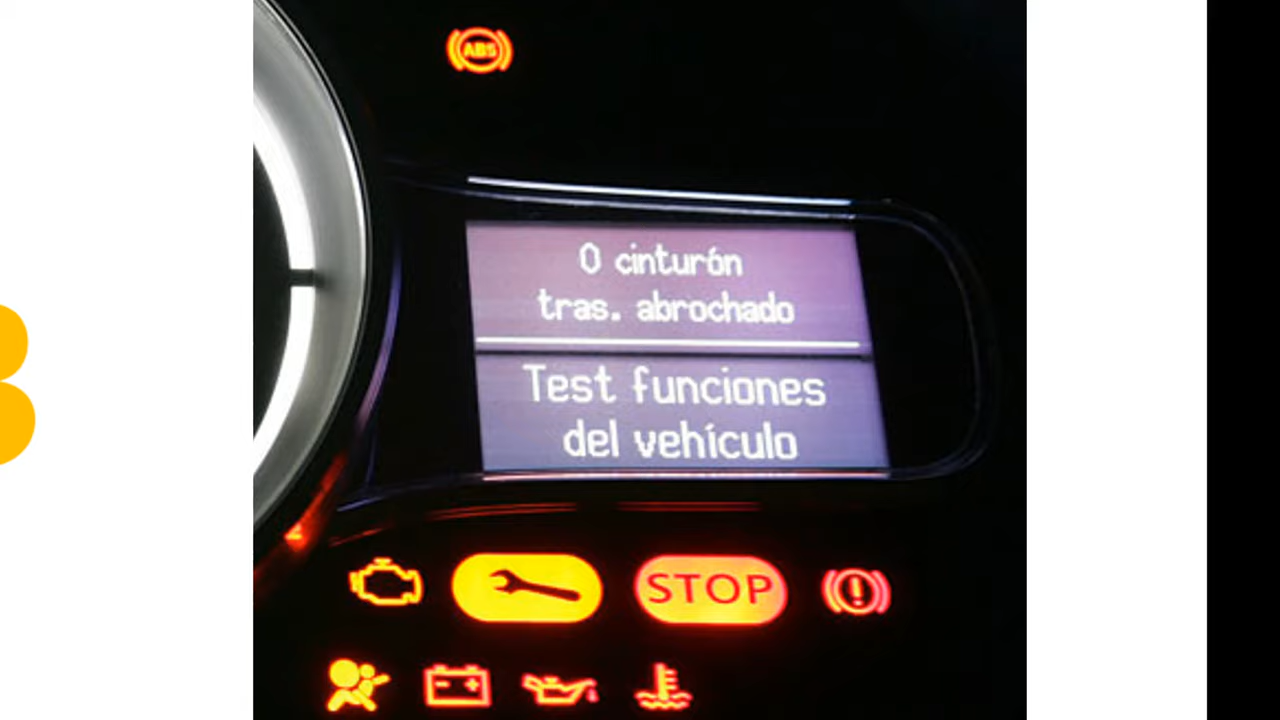 ABS
0 cinturón
tras. abrochado
Test funciones
del vehículo
STOP